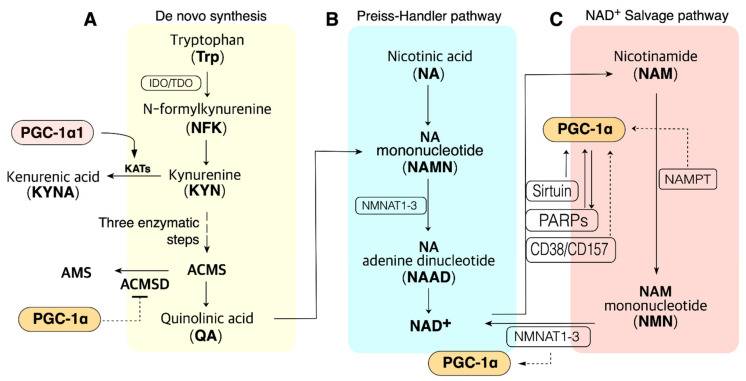 A
De novo synthesis
Tryptophan
(Trp)
IDO/TDO
N-formylkynurenine
(NFK)
PGC-1α1
KATs
Kenurenic acid
(KYNA)
Kynurenine
(KYN)
Three enzymatic
steps
AMS
ACMSD
ACMS
PGC-1α
Quinolinic acid
(QA)
B
Preiss-Handler pathway
Nicotinic acid
(NA)
NA
mononucleotide
(NAMN)
NMNAT1-3
NA
adenine dinucleotide
(NAAD)
NAD⁺
PGC-1α
C
NAD⁺ Salvage pathway
Nicotinamide
(NAM)
PGC-1α
NAMPT
Sirtuin
PARPs
CD38/CD157
NAM
mononucleotide
(NMN)
NMNAT1-3